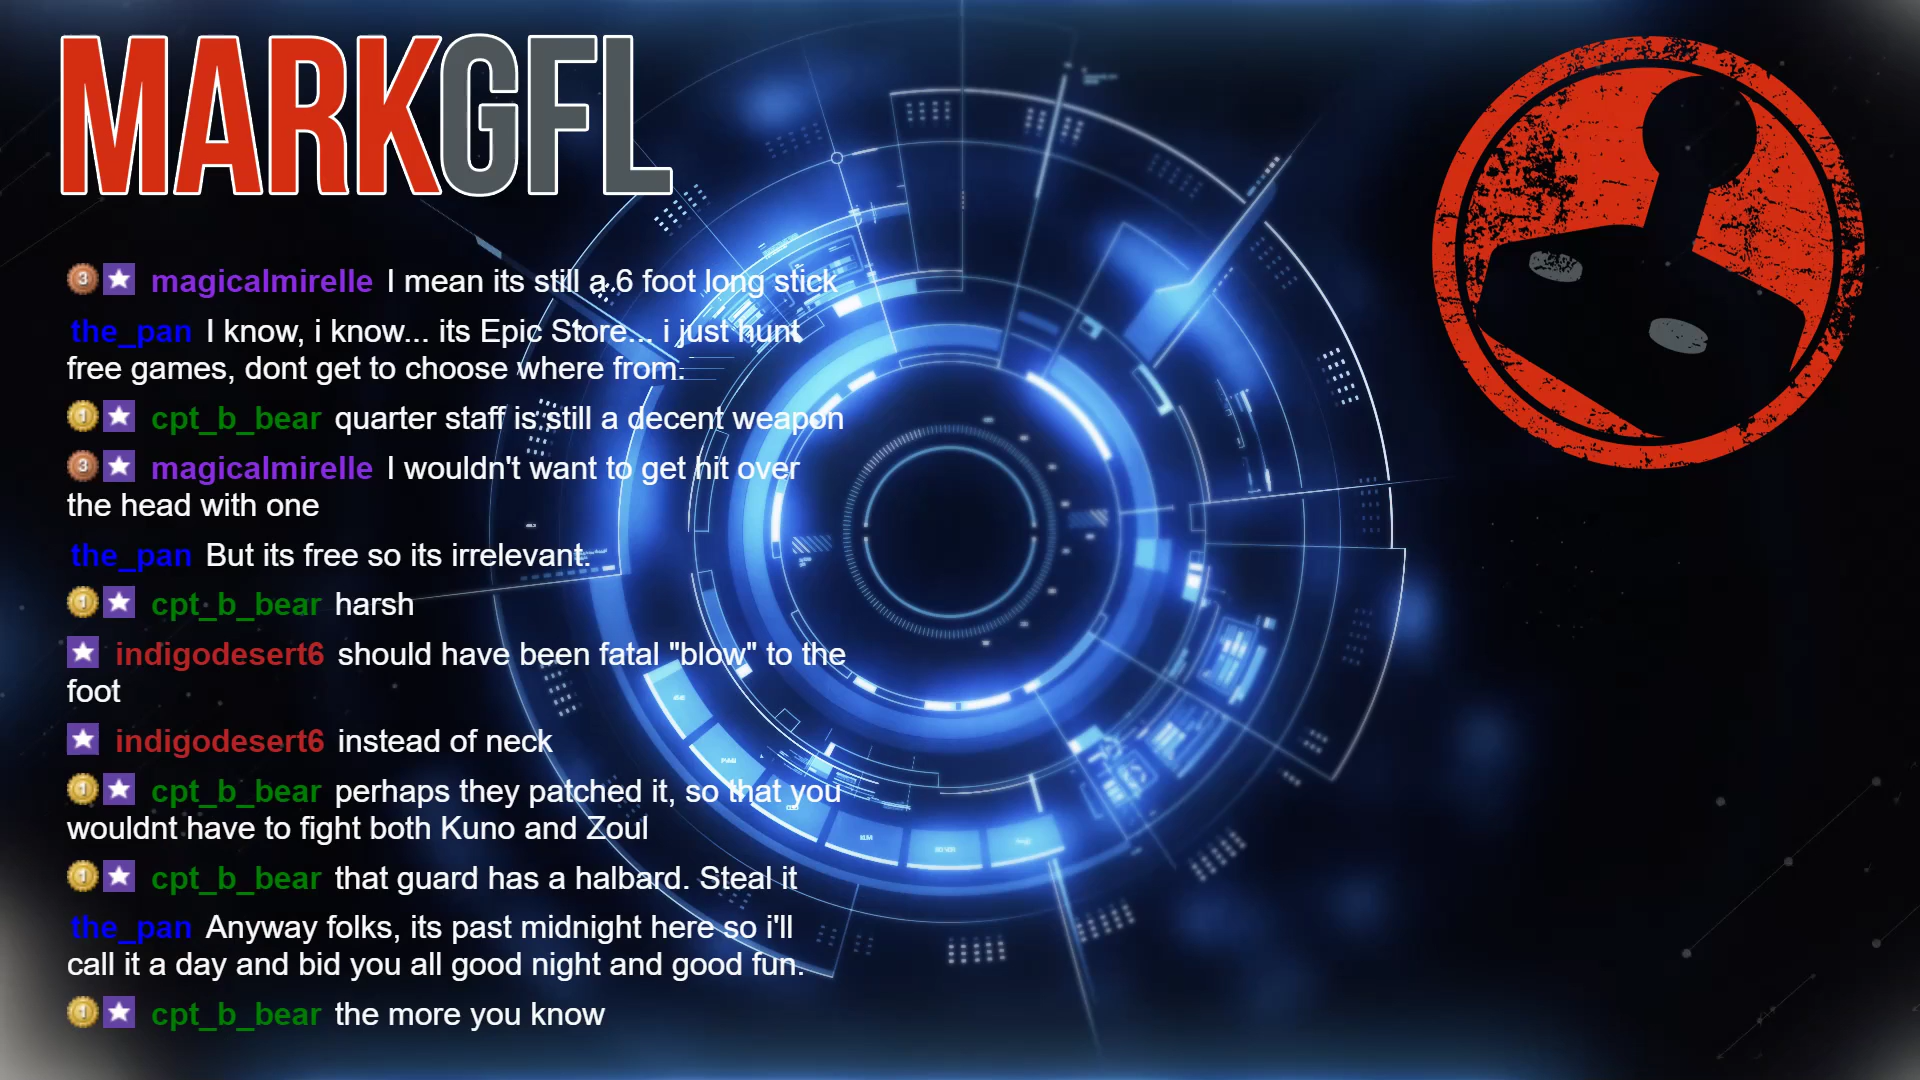 MARKGFL
magicalmirelle I mean its still a 6 foot long stick
the_pan I know, i know... its Epic Store... i just hunt
free games, dont get to choose where from.
cpt_b_bear quarter staff is still a decent weapon
magicalmirelle I wouldn't want to get hit over
the head with one
the_pan But its free so its irrelevant.
cpt_b_bear harsh
indigodesert6 should have been fatal "blow" to the
foot
indigodesert6 instead of neck
cpt_b_bear perhaps they patched it, so that you
wouldnt have to fight both Kuno and Zoul
cpt_b_bear that guard has a halbard. Steal it
the_pan Anyway folks, its past midnight here so i'll
call it a day and bid you all good night and good fun.
cpt_b_bear the more you know